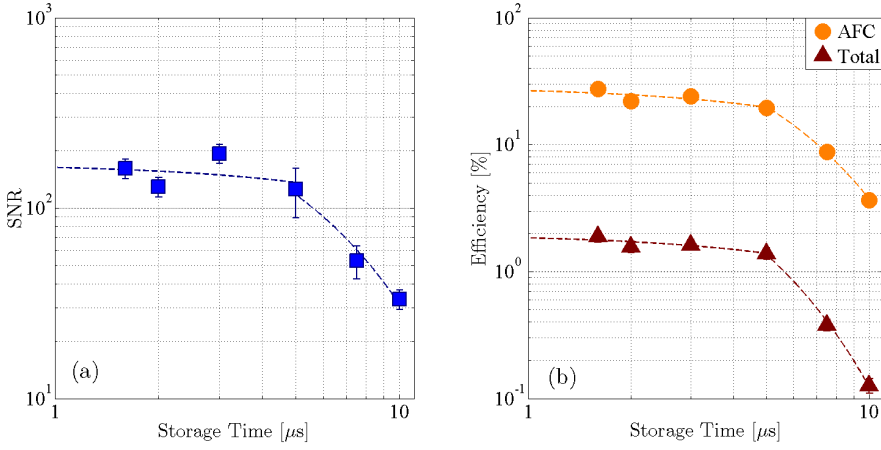 SNR
10^3
10^2
10^1
1
10
Storage Time [μs]
(a)
Efficiency [%]
10^2
10^1
10^0
10^-1
1
10
Storage Time [μs]
(b)
AFC
Total